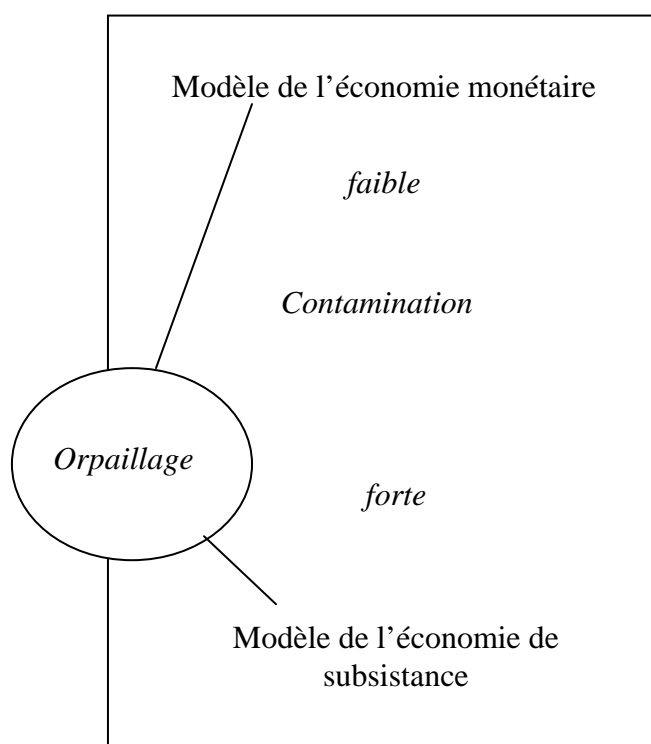 Modèle de l’économie monétaire
faible
Contamination
Orpaillage
forte
Modèle de l’économie de
subsistance